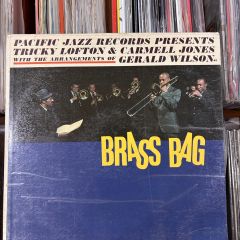 PACIFIC JAZZ RECORDS PRESENTS
TRICKY LOFTON & CARMELL JONES
WITH THE ARRANGEMENTS OF GERALD WILSON.
BRASS BAG